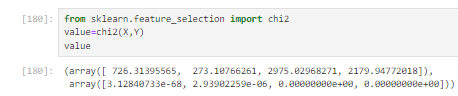 [180]: from sklearn.feature_selection import chi2
value=chi2(X,Y)
value
[180]: (array([ 726.31395565,  273.10766261, 2975.02968271, 2179.94772018]),
array([3.12840733e-68, 2.93902259e-06, 0.00000000e+00, 0.00000000e+00]))